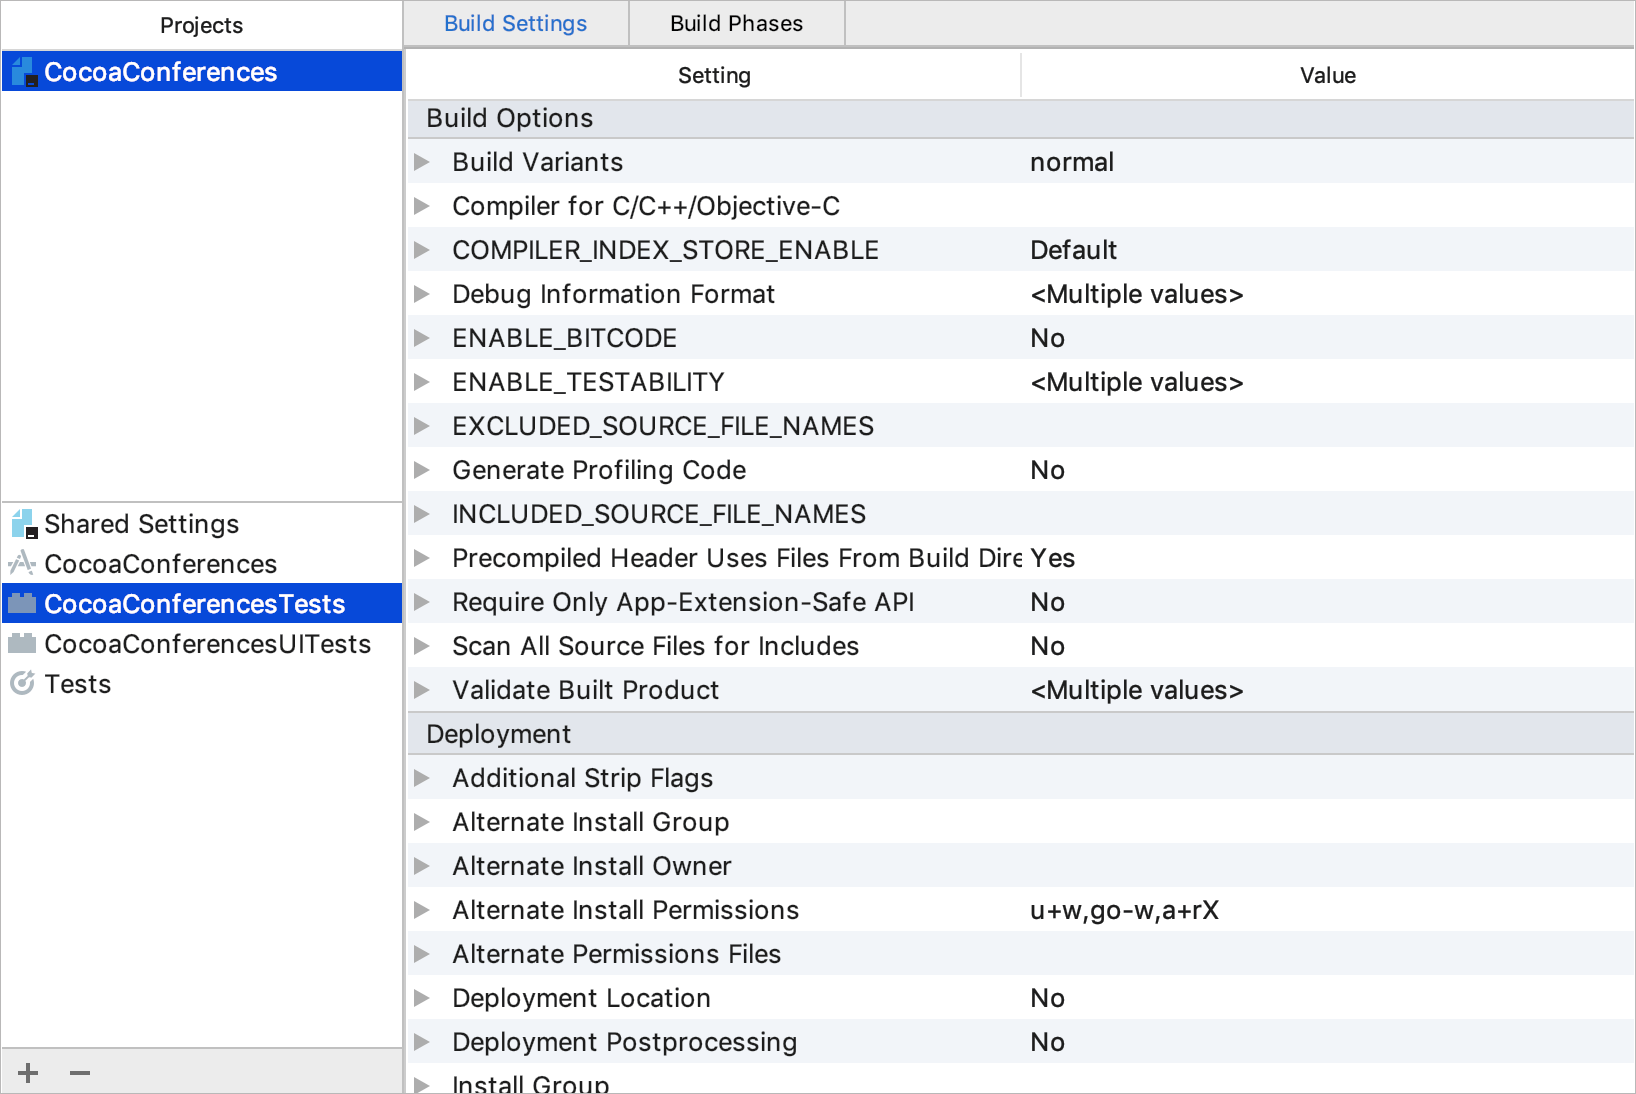 Projects
CocoaConferences
Shared Settings
CocoaConferences
CocoaConferencesTests
CocoaConferencesUITests
Tests
Build Settings
Build Phases
Setting Value
Build Options
Build Variants normal
Compiler for C/C++/Objective-C
COMPILER_INDEX_STORE_ENABLE Default
Debug Information Format <Multiple values>
ENABLE_BITCODE No
ENABLE_TESTABILITY <Multiple values>
EXCLUDED_SOURCE_FILE_NAMES
Generate Profiling Code No
INCLUDED_SOURCE_FILE_NAMES
Precompiled Header Uses Files From Build Dire Yes
Require Only App-Extension-Safe API No
Scan All Source Files for Includes No
Validate Built Product <Multiple values>
Deployment
Additional Strip Flags
Alternate Install Group
Alternate Install Owner
Alternate Install Permissions u+w,go-w,a+rX
Alternate Permissions Files
Deployment Location No
Deployment Postprocessing No
Install Group